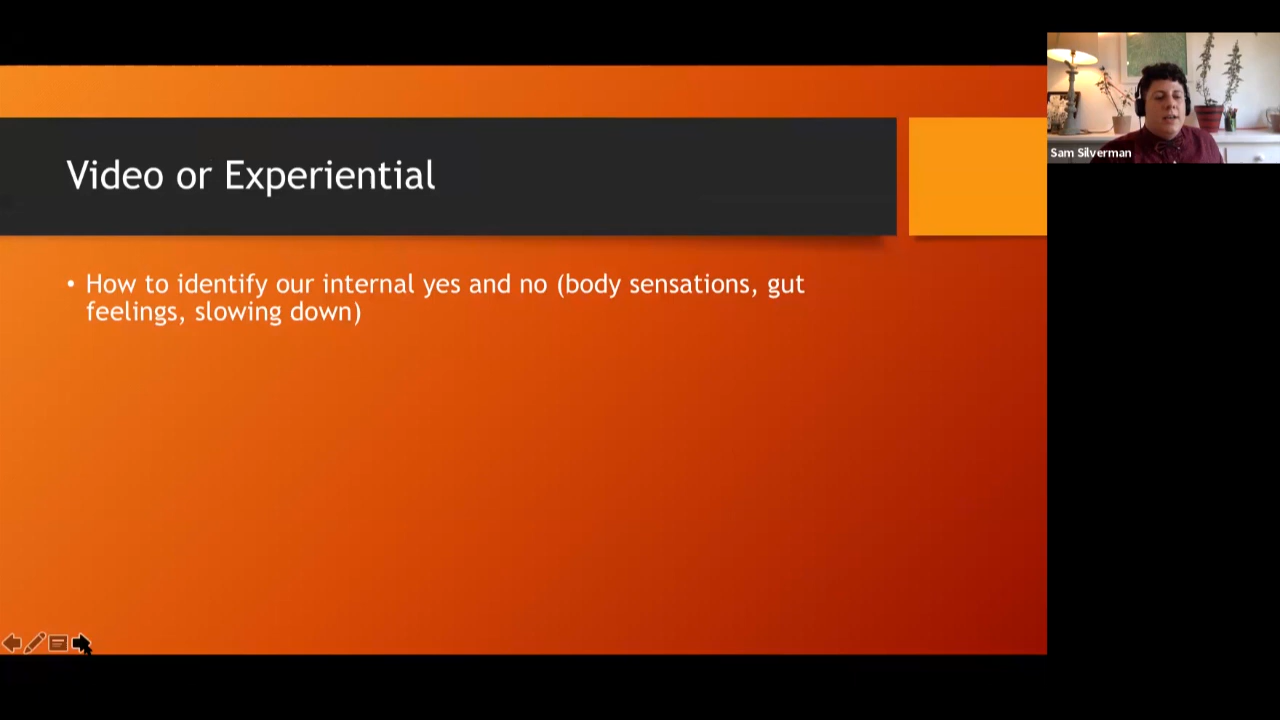 Video or Experiential
• How to identify our internal yes and no (body sensations, gut
feelings, slowing down)
Sam Silverman